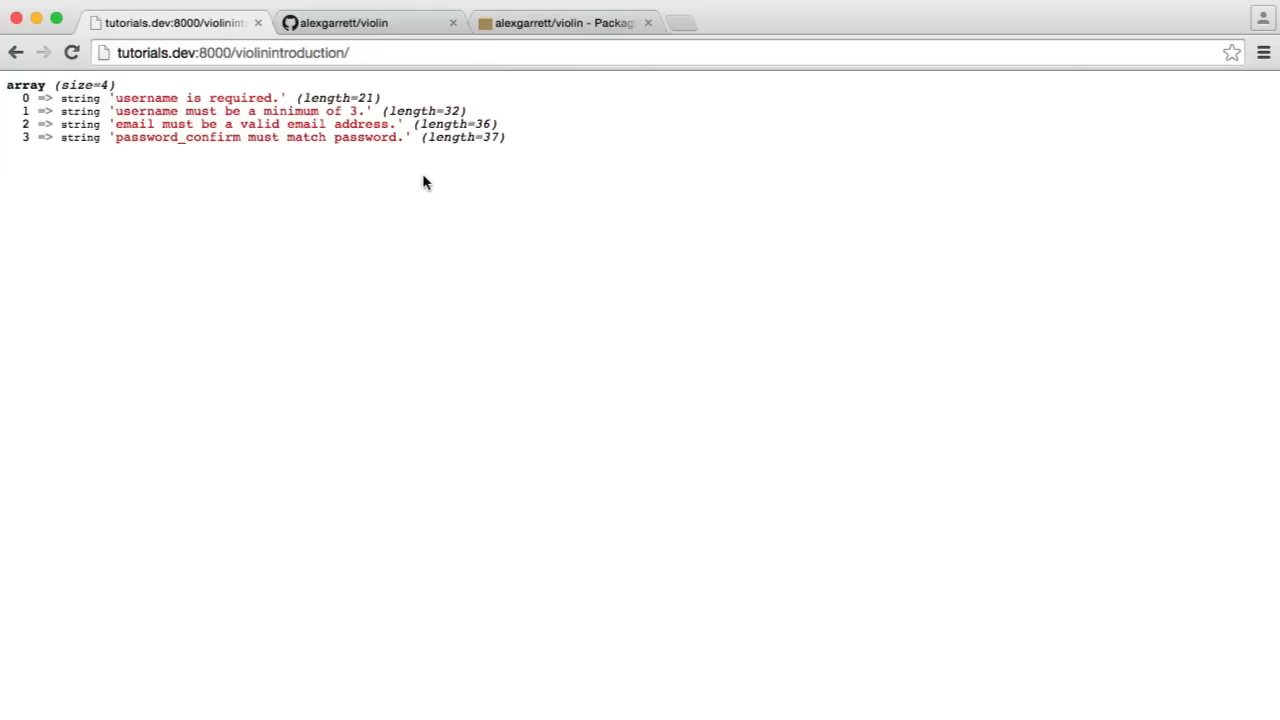 tutorials.dev:8000/violinint
alexgarrett/violin
alexgarrett/violin - Packag
tutorials.dev:8000/violinintroduction/
array (size=4)
0 => string 'username is required.' (length=21)
1 => string 'username must be a minimum of 3.' (length=32)
2 => string 'email must be a valid email address.' (length=36)
3 => string 'password_confirm must match password.' (length=37)